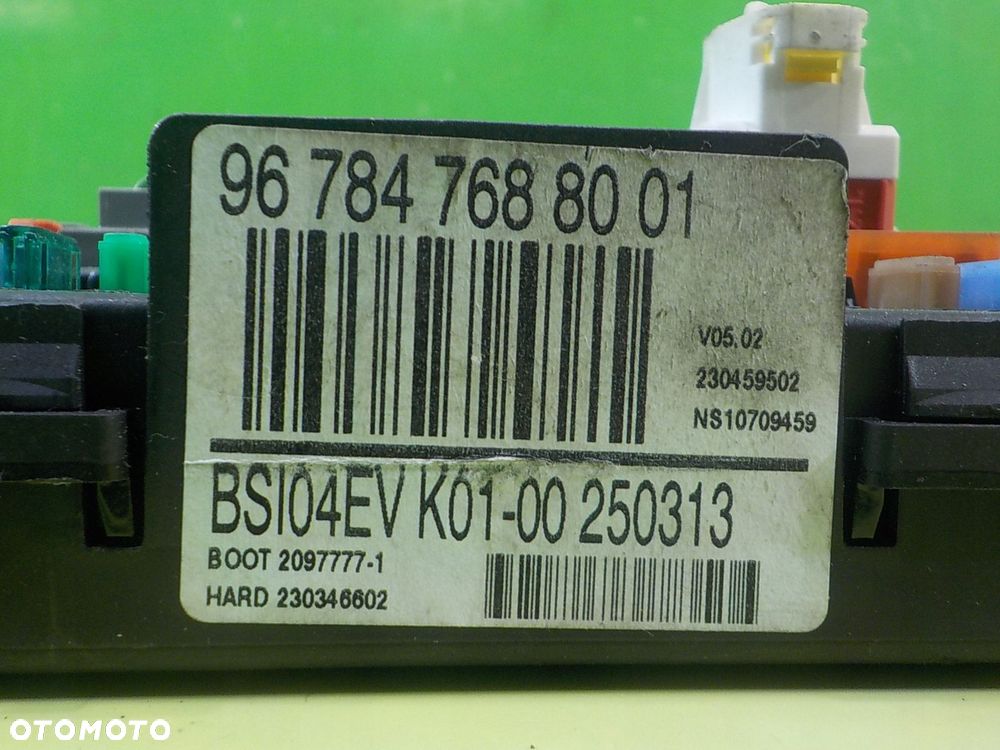 96 784 768 80 01
V05.02
230459502
NS10709459
BSI04EV K01-00 250313
BOOT 2097777-1
HARD 230346602
OTOMOTO